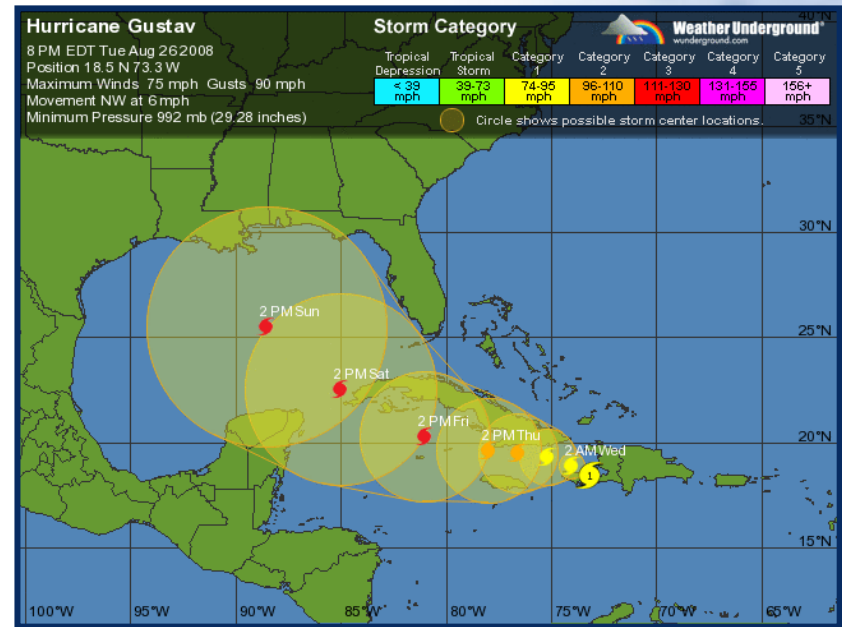 Hurricane Gustav
8 PM EDT Tue Aug 26 2008
Position 18.5 N 73.3 W
Maximum Winds 75 mph Gusts 90 mph
Movement NW at 6 mph
Minimum Pressure 992 mb (29.28 inches)
Storm Category
Weather Underground®
wunderground.com
Tropical Depression
Tropical Storm
Category 1
Category 2
Category 3
Category 4
Category 5
< 39 mph
39-73 mph
74-95 mph
96-110 mph
111-130 mph
131-155 mph
156+ mph
Circle shows possible storm center locations.
40°N
35°N
30°N
2 PM Sun
25°N
2 PM Sat
2 PM Fri
2 PM Thu
20°N
2 AM Wed
1
15°N
100°W
95°W
90°W
85°W
80°W
75°W
70°W
65°W